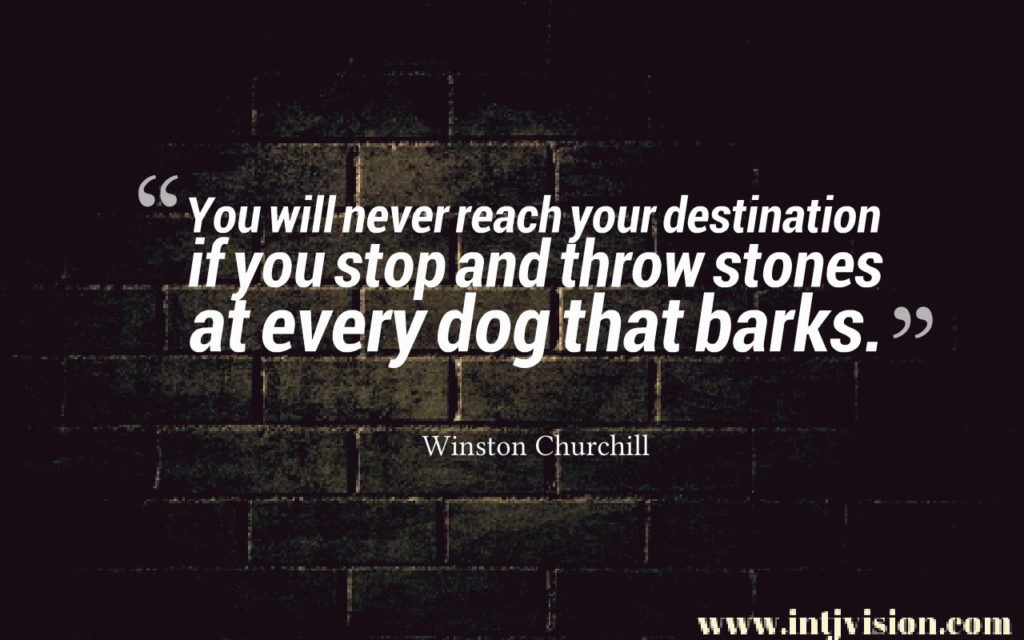 “You will never reach your destination
if you stop and throw stones
at every dog that barks.”
Winston Churchill
www.intjvision.com